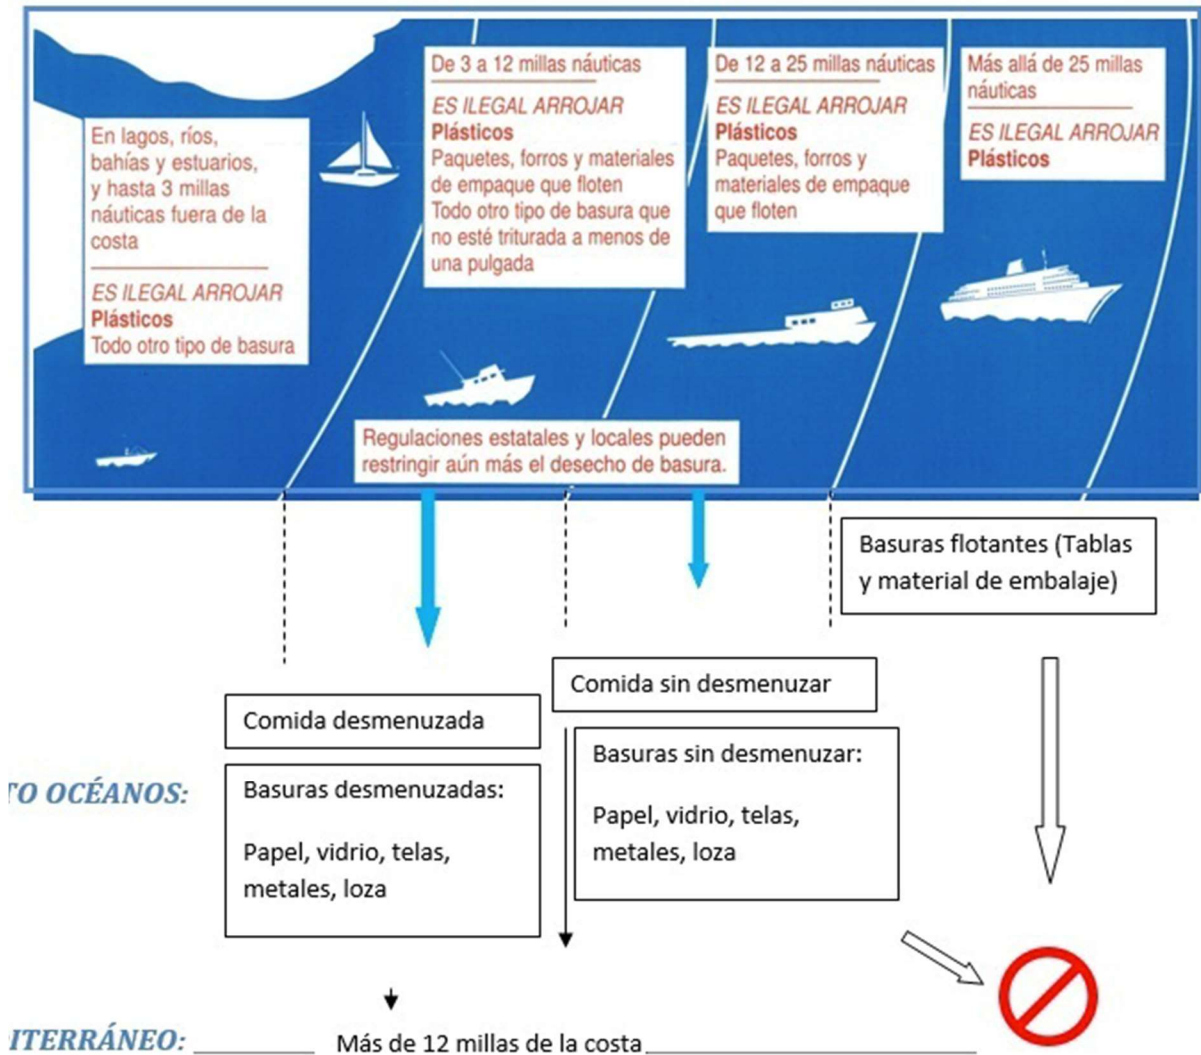 En lagos, ríos,
bahías y estuarios,
y hasta 3 millas
náuticas fuera de la
costa
ES ILEGAL ARROJAR
Plásticos
Todo otro tipo de basura
De 3 a 12 millas náuticas
ES ILEGAL ARROJAR
Plásticos
Paquetes, forros y materiales
de empaque que floten
Todo otro tipo de basura que
no esté triturada a menos de
una pulgada
De 12 a 25 millas náuticas
ES ILEGAL ARROJAR
Plásticos
Paquetes, forros y
materiales de empaque
que floten
Más allá de 25 millas
náuticas
ES ILEGAL ARROJAR
Plásticos
Regulaciones estatales y locales pueden
restringir aún más el desecho de basura.
Basuras flotantes (Tablas
y material de embalaje)
Comida sin desmenuzar
Comida desmenuzada
Basuras sin desmenuzar:
Papel, vidrio, telas,
metales, loza
TO OCÉANOS:
Basuras desmenuzadas:
Papel, vidrio, telas,
metales, loza
ITERRÁNEO: Más de 12 millas de la costa